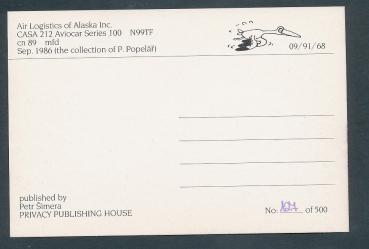 Air Logistics of Alaska Inc.
CASA 212 Aviocar Series 100 N99TF
cn 89 mfd
Sep. 1986 (the collection of P. Popelář)
09/91/68
published by
Petr Šimera
PRIVACY PUBLISHING HOUSE
No: of 500